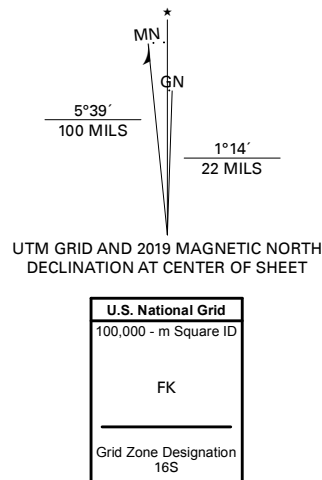 ★
MN
GN
5°39´
100 MILS
1°14´
22 MILS
UTM GRID AND 2019 MAGNETIC NORTH
DECLINATION AT CENTER OF SHEET
U.S. National Grid
100,000 - m Square ID
FK
Grid Zone Designation
16S